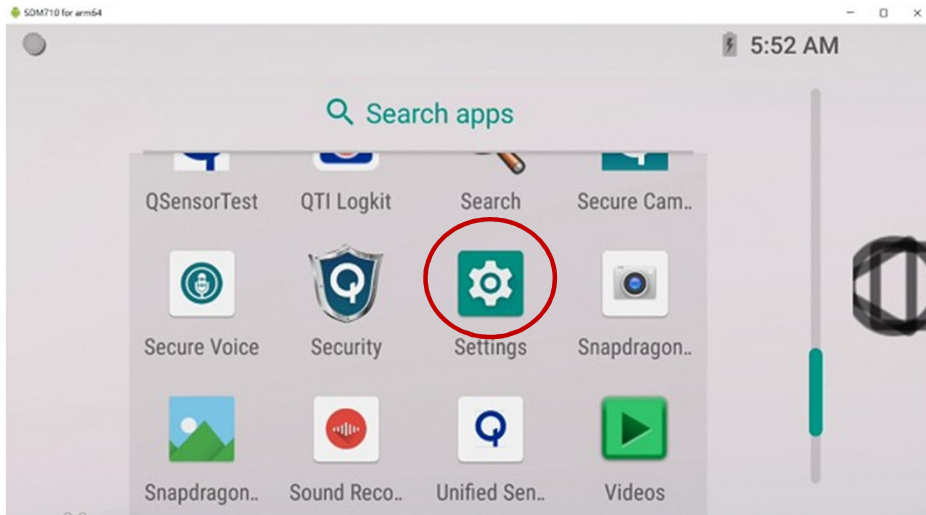 SDM710 for arm64
5:52 AM
Search apps
QSensorTest QTI Logkit Search Secure Cam..
Secure Voice Security Settings Snapdragon..
Snapdragon.. Sound Reco.. Unified Sen.. Videos